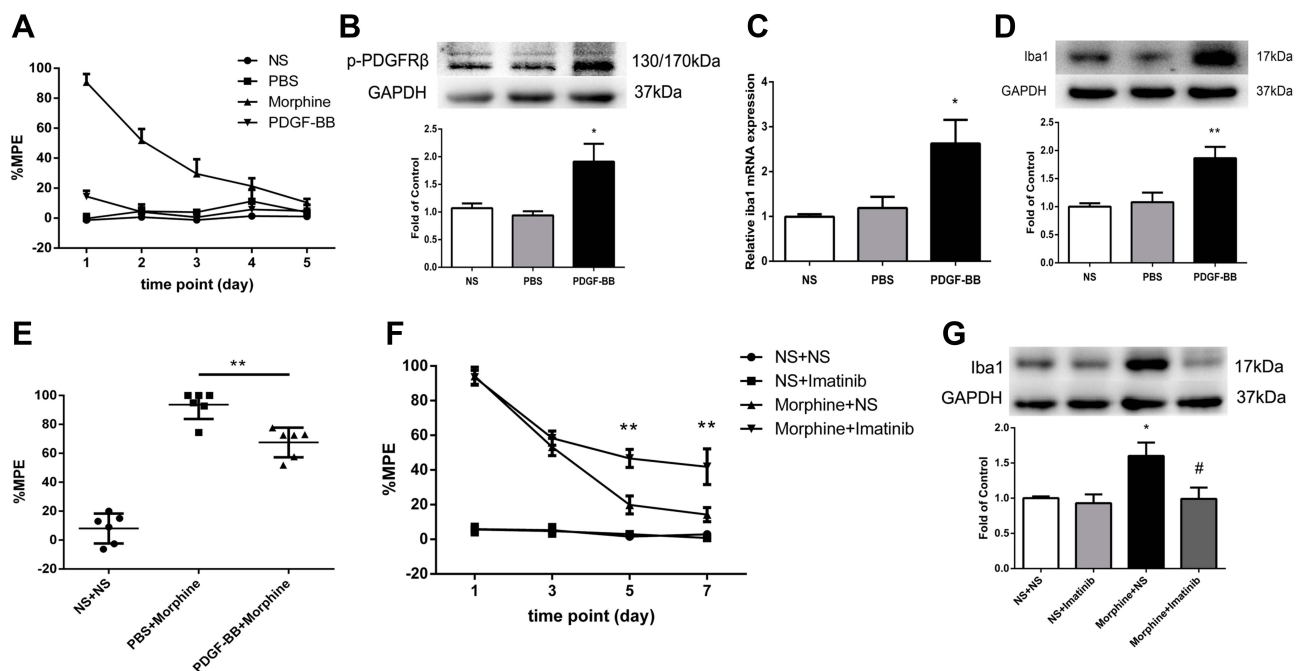 A
NS
PBS
Morphine
PDGF-BB
%MPE
100
80
60
40
20
0
-20
1 2 3 4 5
time point (day)
B
p-PDGFRβ
130/170kDa
GAPDH
37kDa
Fold of Control
2.5
2.0
1.5
1.0
0.5
0.0
*
NS PBS PDGF-BB
C
Relative iba1 mRNA expression
4
3
2
1
0
*
NS PBS PDGF-BB
D
Iba1
17kDa
GAPDH
37kDa
Fold of Control
2.5
2.0
1.5
1.0
0.5
0.0
**
NS PBS PDGF-BB
E
%MPE
120
100
80
60
40
20
0
-20
**
NS+NS
PBS+Morphine
PDGF-BB+Morphine
F
NS+NS
NS+Imatinib
Morphine+NS
Morphine+Imatinib
%MPE
100
80
60
40
20
0
-20
** **
1 3 5 7
time point (day)
G
Iba1
17kDa
GAPDH
37kDa
Fold of Control
2.0
1.5
1.0
0.5
0.0
*
#
NS+NS
NS+Imatinib
Morphine+NS
Morphine+Imatinib